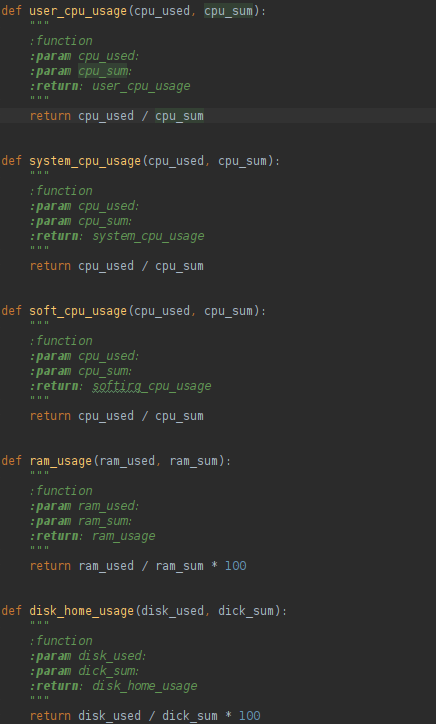 def user_cpu_usage(cpu_used, cpu_sum):
    """
    :function
    :param cpu_used:
    :param cpu_sum:
    :return: user_cpu_usage
    """
    return cpu_used / cpu_sum
def system_cpu_usage(cpu_used, cpu_sum):
    """
    :function
    :param cpu_used:
    :param cpu_sum:
    :return: system_cpu_usage
    """
    return cpu_used / cpu_sum
def soft_cpu_usage(cpu_used, cpu_sum):
    """
    :function
    :param cpu_used:
    :param cpu_sum:
    :return: softirq_cpu_usage
    """
    return cpu_used / cpu_sum
def ram_usage(ram_used, ram_sum):
    """
    :function
    :param ram_used:
    :param ram_sum:
    :return: ram_usage
    """
    return ram_used / ram_sum * 100
def disk_home_usage(disk_used, dick_sum):
    """
    :function
    :param disk_used:
    :param dick_sum:
    :return: disk_home_usage
    """
    return disk_used / dick_sum * 100